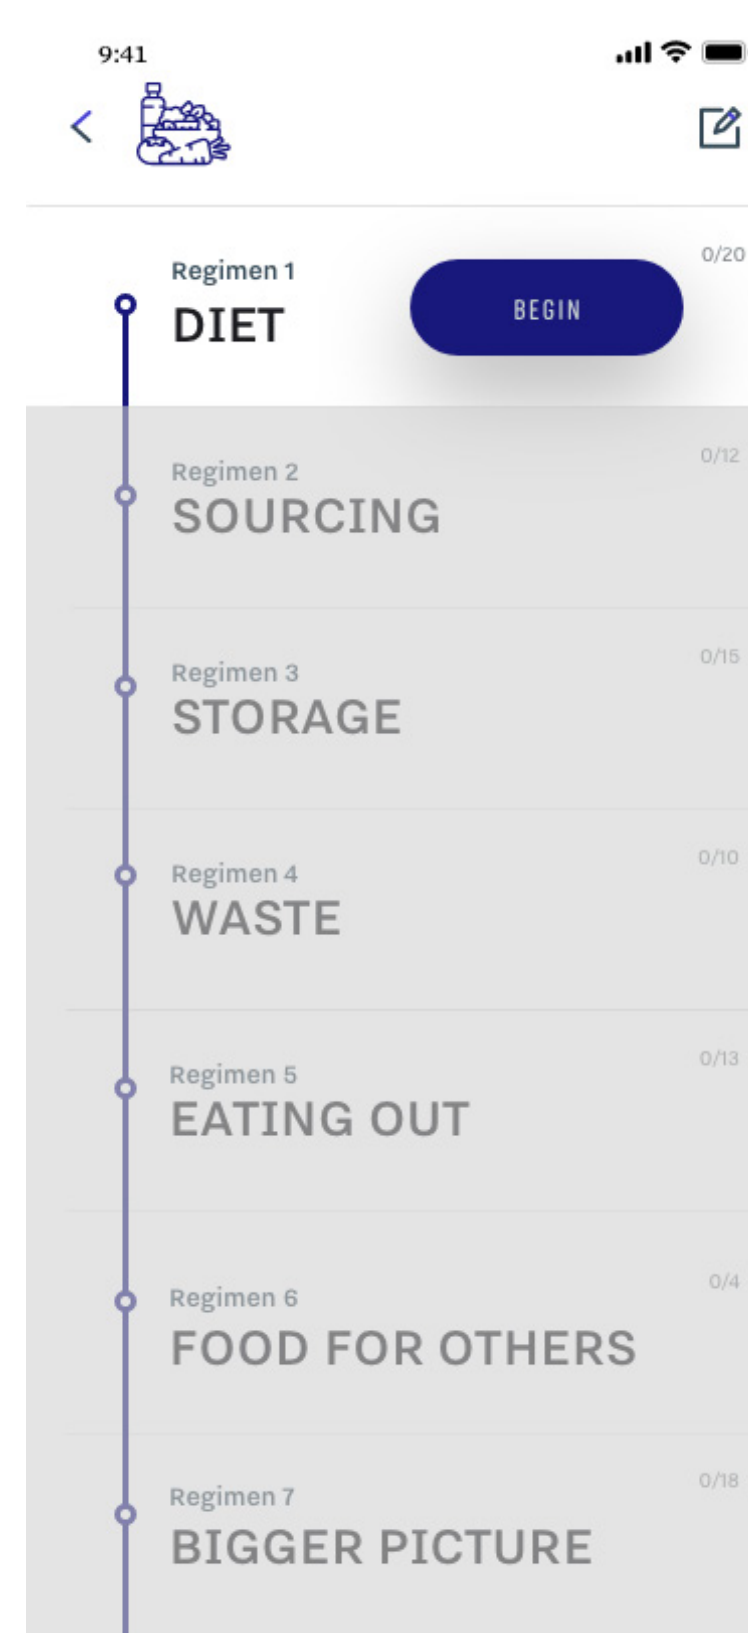 9:41
Regimen 1
0/20
DIET
BEGIN
Regimen 2
0/12
SOURCING
Regimen 3
0/15
STORAGE
Regimen 4
0/10
WASTE
Regimen 5
0/13
EATING OUT
Regimen 6
0/4
FOOD FOR OTHERS
Regimen 7
0/18
BIGGER PICTURE